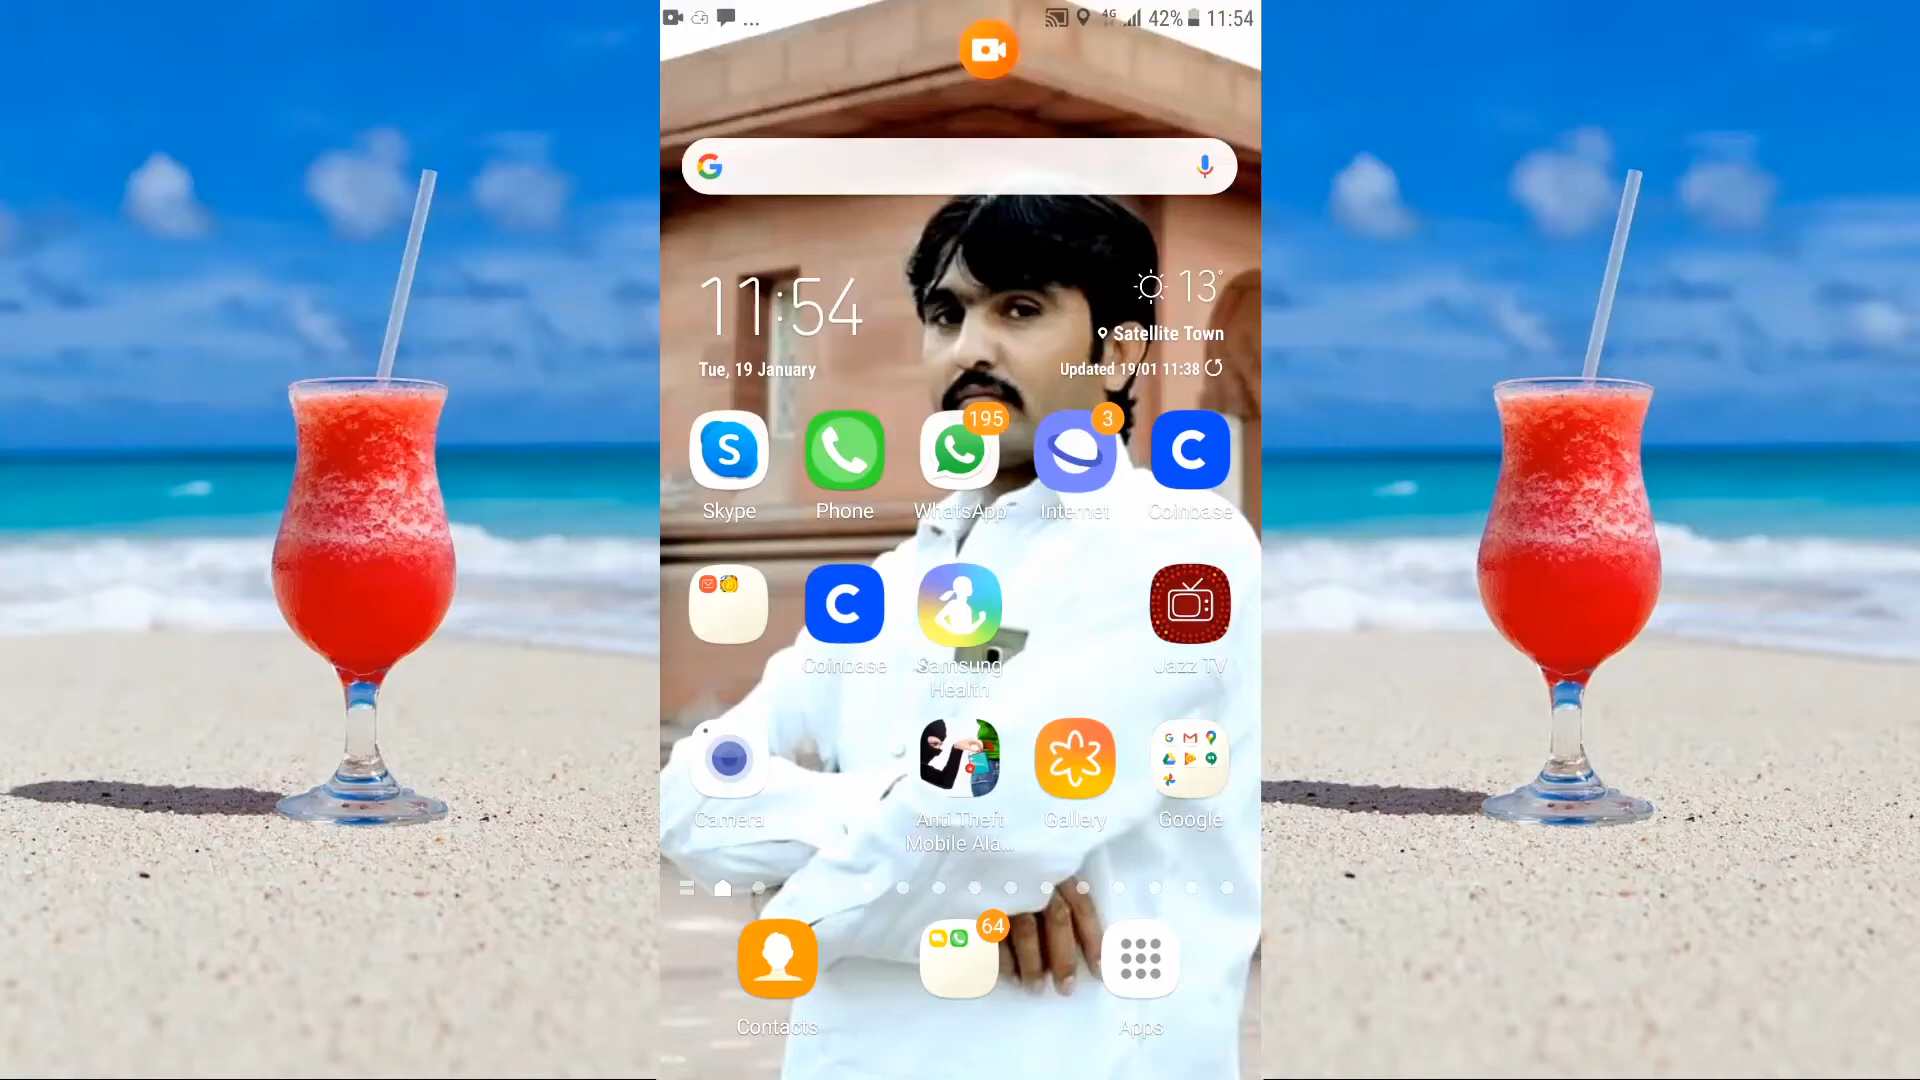 ... 4G 42% 11:54
11:54
13°
Satellite Town
Tue, 19 January
Updated 19/01 11:38
195
3
Skype
Phone
WhatsApp
Internet
Coinbase
Coinbase
Samsung
Health
Jazz TV
Camera
Anti Theft
Mobile Ala...
Gallery
Google
64
Contacts
Apps